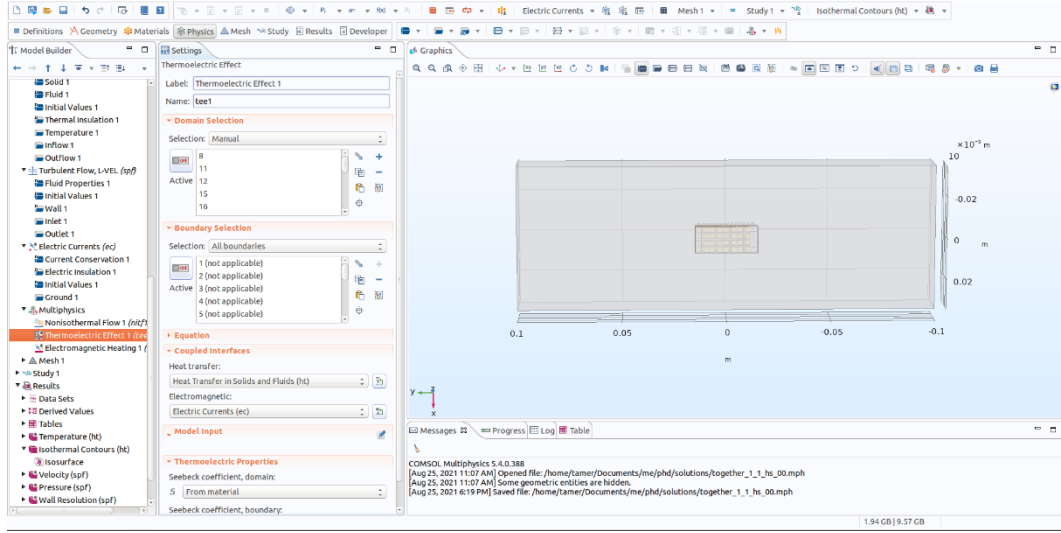 Electric Currents
Mesh 1
Study 1
Isothermal Contours (ht)
Definitions
Geometry
Materials
Physics
Mesh
Study
Results
Developer
Model Builder
Solid 1
Fluid 1
Initial Values 1
Thermal Insulation 1
Temperature 1
Inflow 1
Outflow 1
Turbulent Flow, L-VEL (spf)
Fluid Properties 1
Initial Values 1
Wall 1
Inlet 1
Outlet 1
Electric Currents (ec)
Current Conservation 1
Electric Insulation 1
Initial Values 1
Ground 1
Multiphysics
Nonisothermal Flow 1 (nitf1
Thermoelectric Effect 1 (tee
Electromagnetic Heating 1 (
Mesh 1
Study 1
Results
Data Sets
Derived Values
Tables
Temperature (ht)
Isothermal Contours (ht)
Isosurface
Velocity (spf)
Pressure (spf)
Wall Resolution (spf)
Settings
Thermoelectric Effect
Label: Thermoelectric Effect 1
Name: tee1
Domain Selection
Selection: Manual
Active
8
11
12
15
16
Boundary Selection
Selection: All boundaries
Active
1 (not applicable)
2 (not applicable)
3 (not applicable)
4 (not applicable)
5 (not applicable)
Equation
Coupled Interfaces
Heat transfer:
Heat Transfer in Solids and Fluids (ht)
Electromagnetic:
Electric Currents (ec)
Model Input
Thermoelectric Properties
Seebeck coefficient, domain:
S From material
Seebeck coefficient, boundary:
Graphics
×10⁻³ m
10
-0.02
0
m
0.02
0.1 0.05 0 -0.05 -0.1
m
y z
x
Messages
Progress
Log
Table
COMSOL Multiphysics 5.4.0.388
[Aug 25, 2021 11:07 AM] Opened file: /home/tamer/Documents/me/phd/solutions/together_1_1_hs_00.mph
[Aug 25, 2021 11:07 AM] Some geometric entities are hidden.
[Aug 25, 2021 6:19 PM] Saved file: /home/tamer/Documents/me/phd/solutions/together_1_1_hs_00.mph
1.94 GB | 9.57 GB